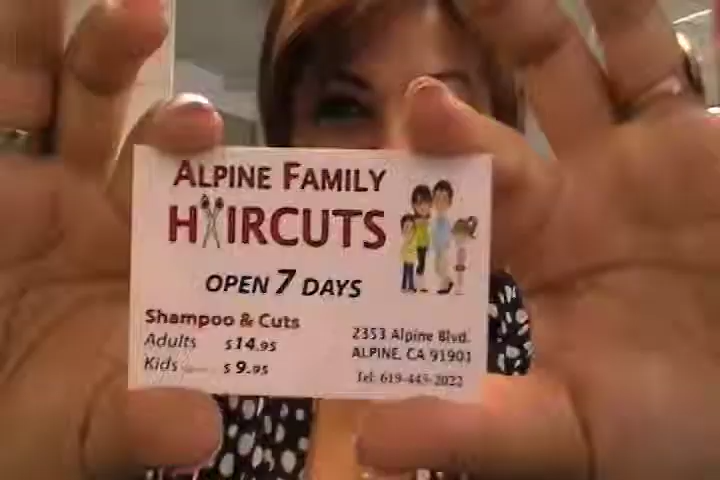 ALPINE FAMILY
HAIRCUTS
OPEN 7 DAYS
Shampoo & Cuts
Adults $14.95
Kids $9.95
2353 Alpine Blvd.
ALPINE, CA 91901
Tel: 619-445-2022